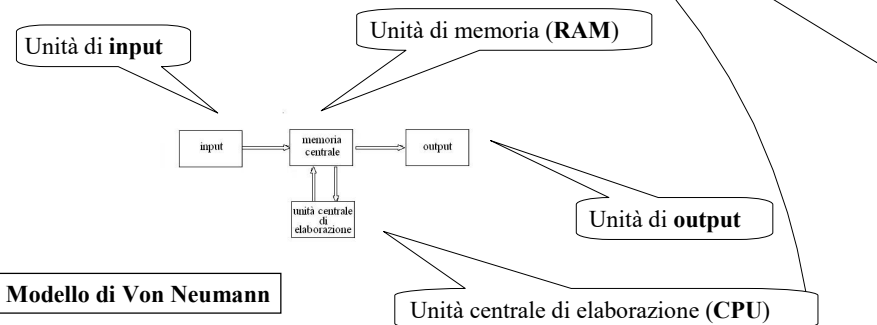 Unità di memoria (RAM)
Unità di input
input
memoria
centrale
output
unità centrale
di
elaborazione
Unità di output
Modello di Von Neumann
Unità centrale di elaborazione (CPU)